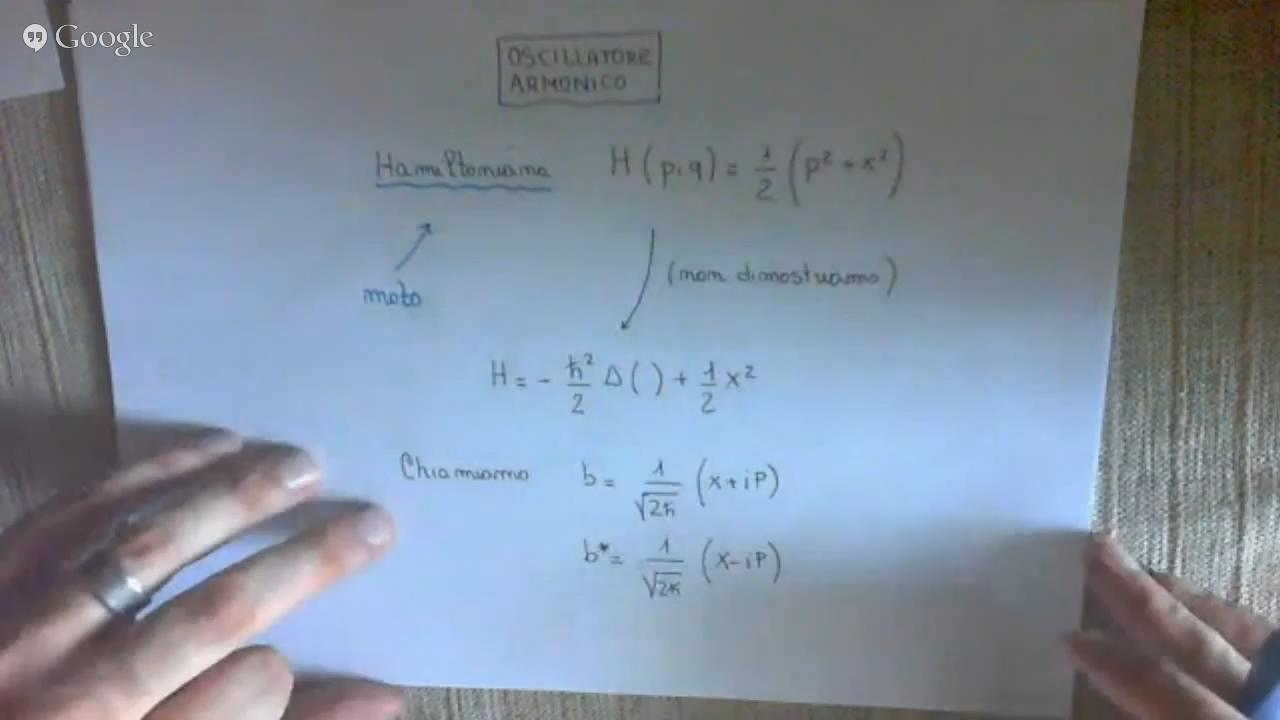 Google
OSCILLATORE
ARMONICO
Hamiltoniana H(p,q) = 1/2 (p² + x²)
moto
(non dimostriamo)
H = - ℏ²/2 Δ( ) + 1/2 x²
Chiamiamo b = 1/√2ℏ (x + iP)
b* = 1/√2ℏ (x - iP)